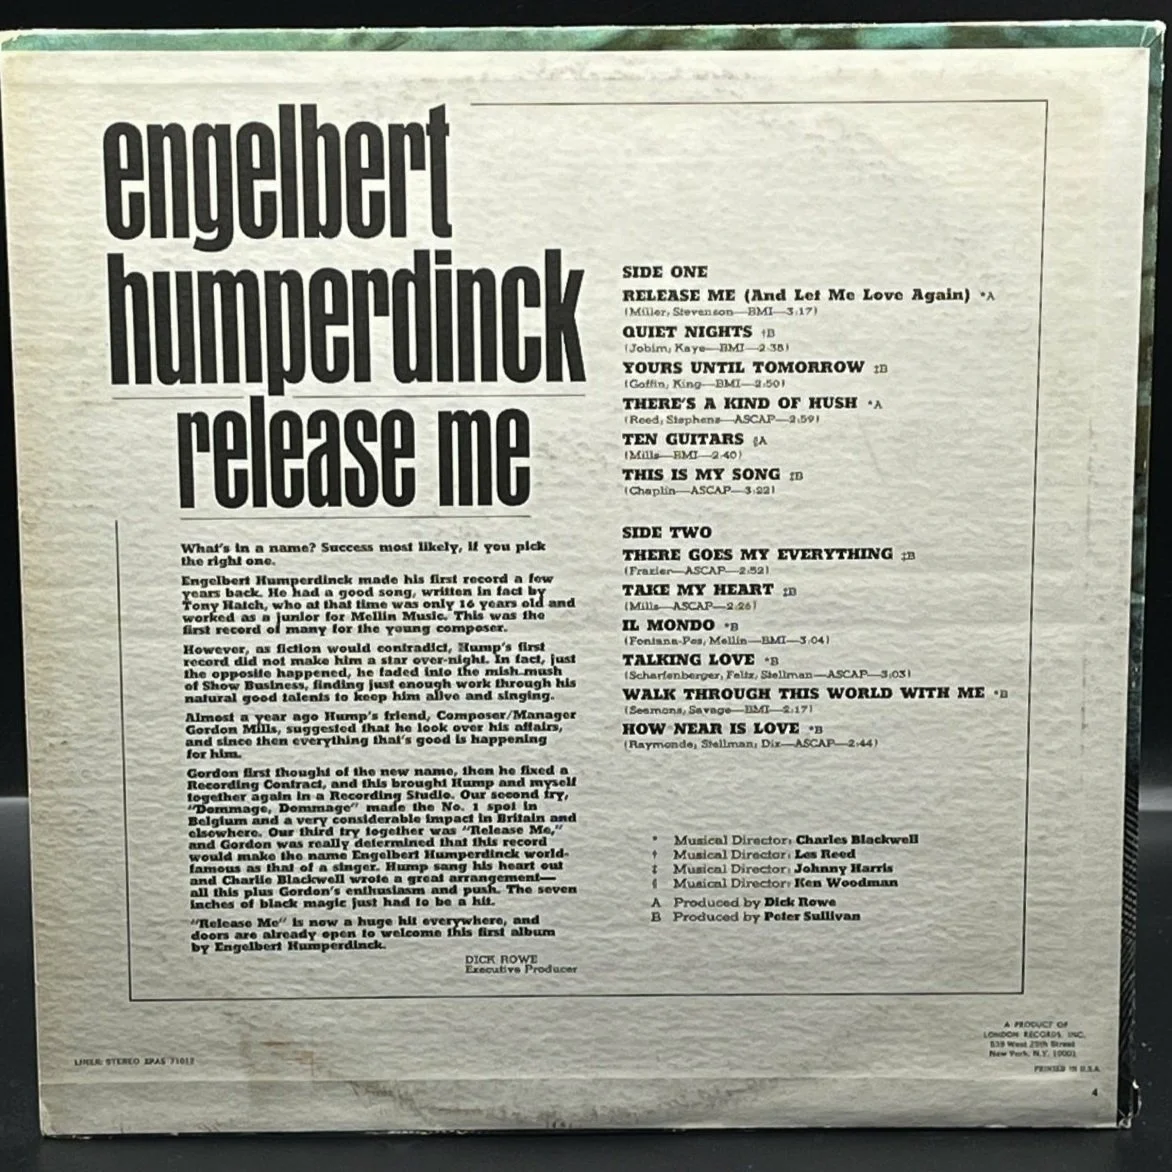 engelbert
humperdinck
release me
What's in a name? Success most likely, if you pick
the right one.
Engelbert Humperdinck made his first record a few
years back. He had a good song, written in fact by
Tony Hatch, who at that time was only 16 years old and
worked as a junior for Mellin Music. This was the
first record of many for the young composer.
However, as fiction would contradict, Hump's first
record did not make him a star over-night. In fact, just
the opposite happened, he faded into the mish-mush
of Show Business, finding just enough work through his
natural good talents to keep him alive and singing.
Almost a year ago Hump's friend, Composer/Manager
Gordon Mills, suggested that he look over his affairs,
and since then everything that's good is happening
for him.
Gordon first thought of the new name, then he fixed a
Recording Contract, and this brought Hump and myself
together again in a Recording Studio. Our second try,
"Dommage, Dommage" made the No. 1 spot in
Belgium and a very considerable impact in Britain and
elsewhere. Our third try together was "Release Me,"
and Gordon was really determined that this record
would make the name Engelbert Humperdinck world-
famous as that of a singer. Hump sang his heart out
and Charlie Blackwell wrote a great arrangement—
all this plus Gordon's enthusiasm and push. The seven
inches of black magic just had to be a hit.
"Release Me" is now a huge hit everywhere, and
doors are already open to welcome this first album
by Engelbert Humperdinck.
DICK ROWE
Executive Producer
SIDE ONE
RELEASE ME (And Let Me Love Again) *A
(Miller, Stevenson—BMI—3:17)
QUIET NIGHTS †B
(Jobim, Kaye—BMI—2:38)
YOURS UNTIL TOMORROW ‡B
(Goffin, King—BMI—2:50)
THERE'S A KIND OF HUSH *A
(Reed, Stephens—ASCAP—2:59)
TEN GUITARS §A
(Mills—BMI—2:40)
THIS IS MY SONG ‡B
(Chaplin—ASCAP—3:22)
SIDE TWO
THERE GOES MY EVERYTHING ‡B
(Frazier—ASCAP—2:52)
TAKE MY HEART ‡B
(Mills—ASCAP—2:26)
IL MONDO *B
(Fontana-Pes, Mellin—BMI—3:04)
TALKING LOVE *B
(Scharfenberger, Feltz, Stellman—ASCAP—3:03)
WALK THROUGH THIS WORLD WITH ME *B
(Seamons, Savage—BMI—2:17)
HOW NEAR IS LOVE *B
(Raymonde, Stellman, Dix—ASCAP—2:44)
* Musical Director: Charles Blackwell
† Musical Director: Les Reed
‡ Musical Director: Johnny Harris
§ Musical Director: Ken Woodman
A Produced by Dick Rowe
B Produced by Peter Sullivan
A PRODUCT OF
LONDON RECORDS, INC.
539 West 25th Street
New York, N.Y. 10001
PRINTED IN U.S.A.
LINER: STEREO XPAS 71012
4